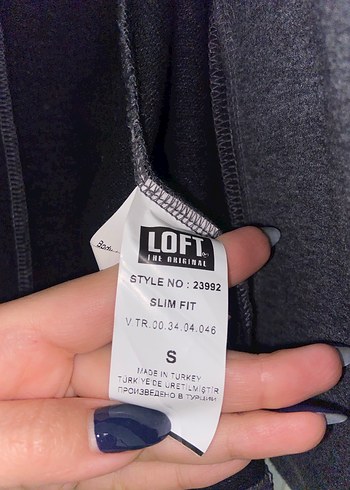 LOFT
THE ORIGINAL
STYLE NO : 23992
SLIM FIT
V TR.00.34.04.046
S
MADE IN TURKEY
TÜRKİYE'DE ÜRETİLMİŞTİR
ПРОИЗВЕДЕНО В ТУРЦИИ